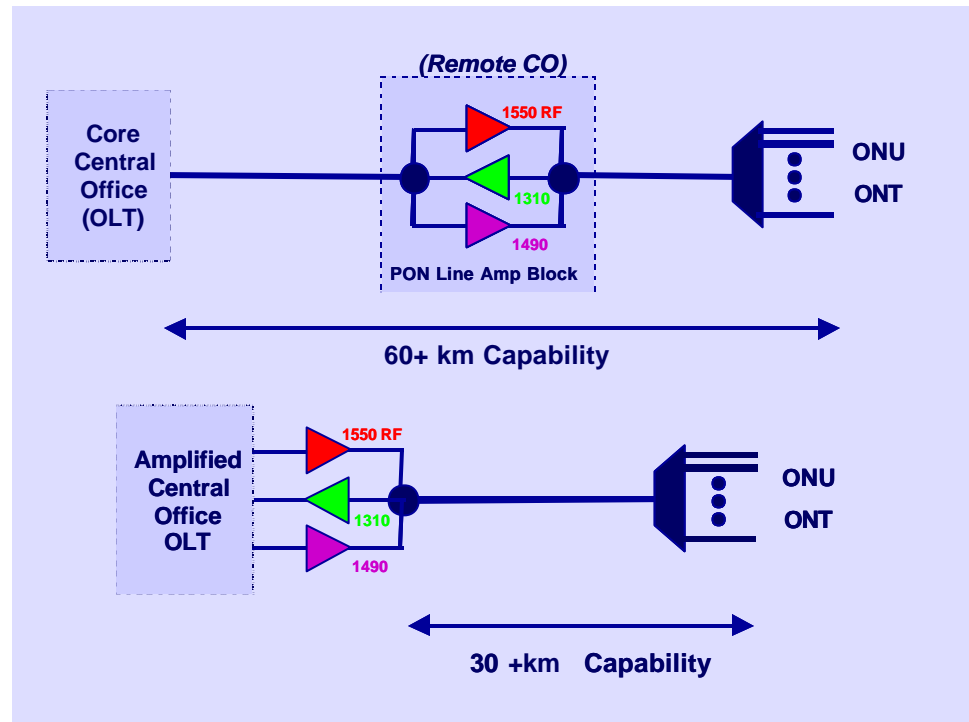 (Remote CO)
Core
Central
Office
(OLT)
1550 RF
1310
1490
PON Line Amp Block
ONU
ONT
60+ km Capability
Amplified
Central
Office
OLT
1550 RF
1310
1490
ONU
ONT
30 +km Capability